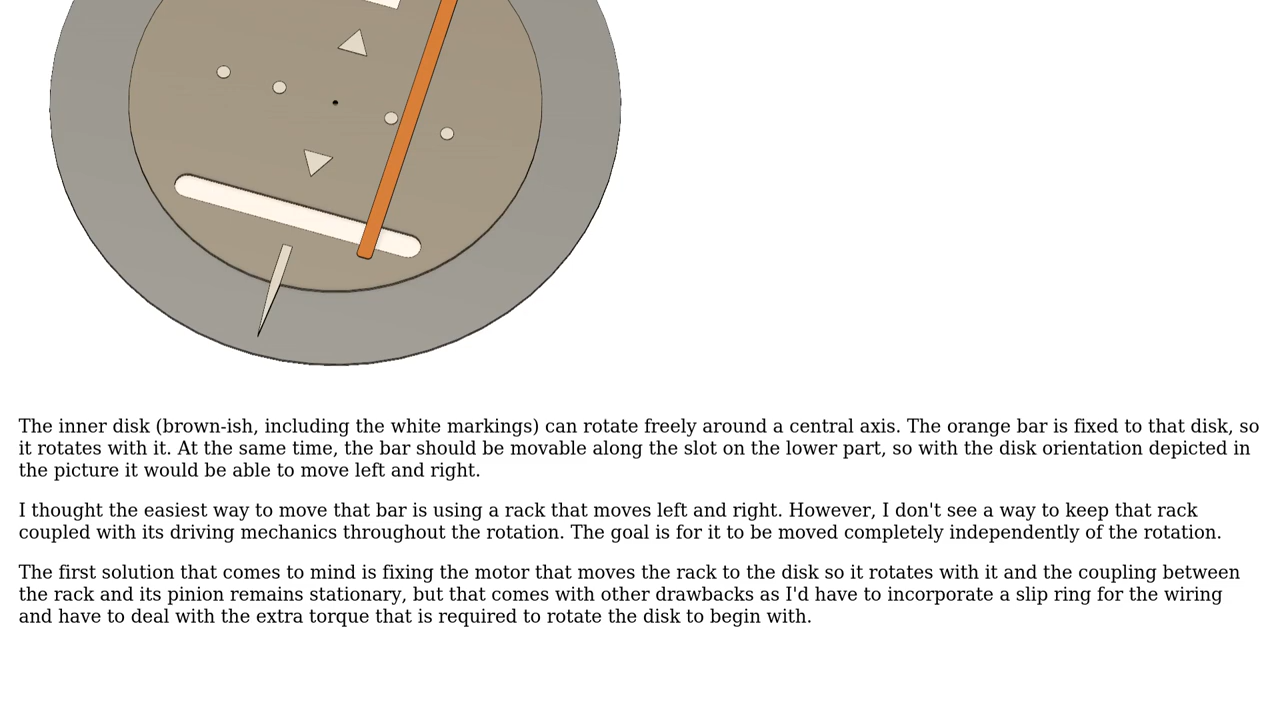 The inner disk (brown-ish, including the white markings) can rotate freely around a central axis. The orange bar is fixed to that disk, so
it rotates with it. At the same time, the bar should be movable along the slot on the lower part, so with the disk orientation depicted in
the picture it would be able to move left and right.
I thought the easiest way to move that bar is using a rack that moves left and right. However, I don't see a way to keep that rack
coupled with its driving mechanics throughout the rotation. The goal is for it to be moved completely independently of the rotation.
The first solution that comes to mind is fixing the motor that moves the rack to the disk so it rotates with it and the coupling between
the rack and its pinion remains stationary, but that comes with other drawbacks as I'd have to incorporate a slip ring for the wiring
and have to deal with the extra torque that is required to rotate the disk to begin with.